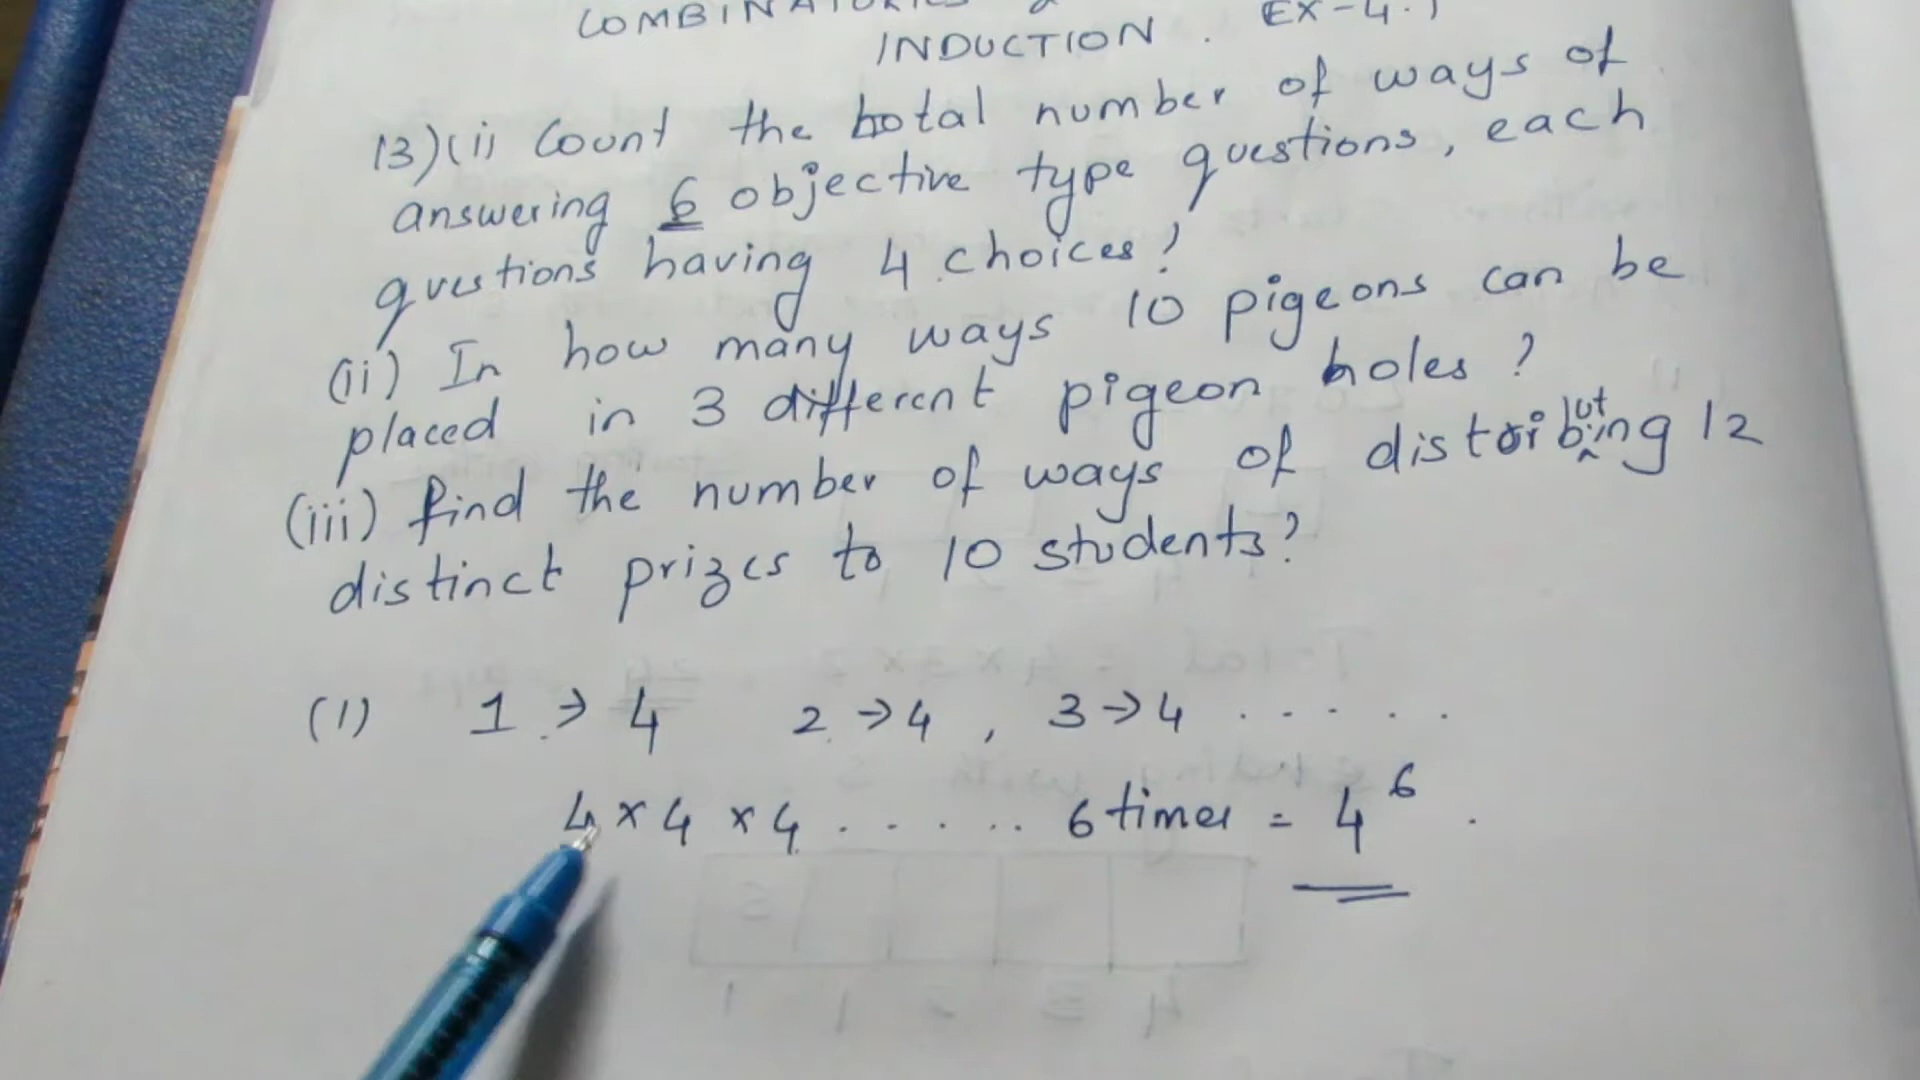 COMBINATORICS &
INDUCTION. EX-4.1
13)(i) Count the total number of ways of
answering 6 objective type questions, each
questions having 4 choices?
(ii) In how many ways 10 pigeons can be
placed in 3 different pigeon holes?
(iii) find the number of ways of distributing 12
distinct prizes to 10 students?
(1) 1 → 4 2 → 4, 3 → 4 .....
4 × 4 × 4 ...... 6 times = 4⁶.